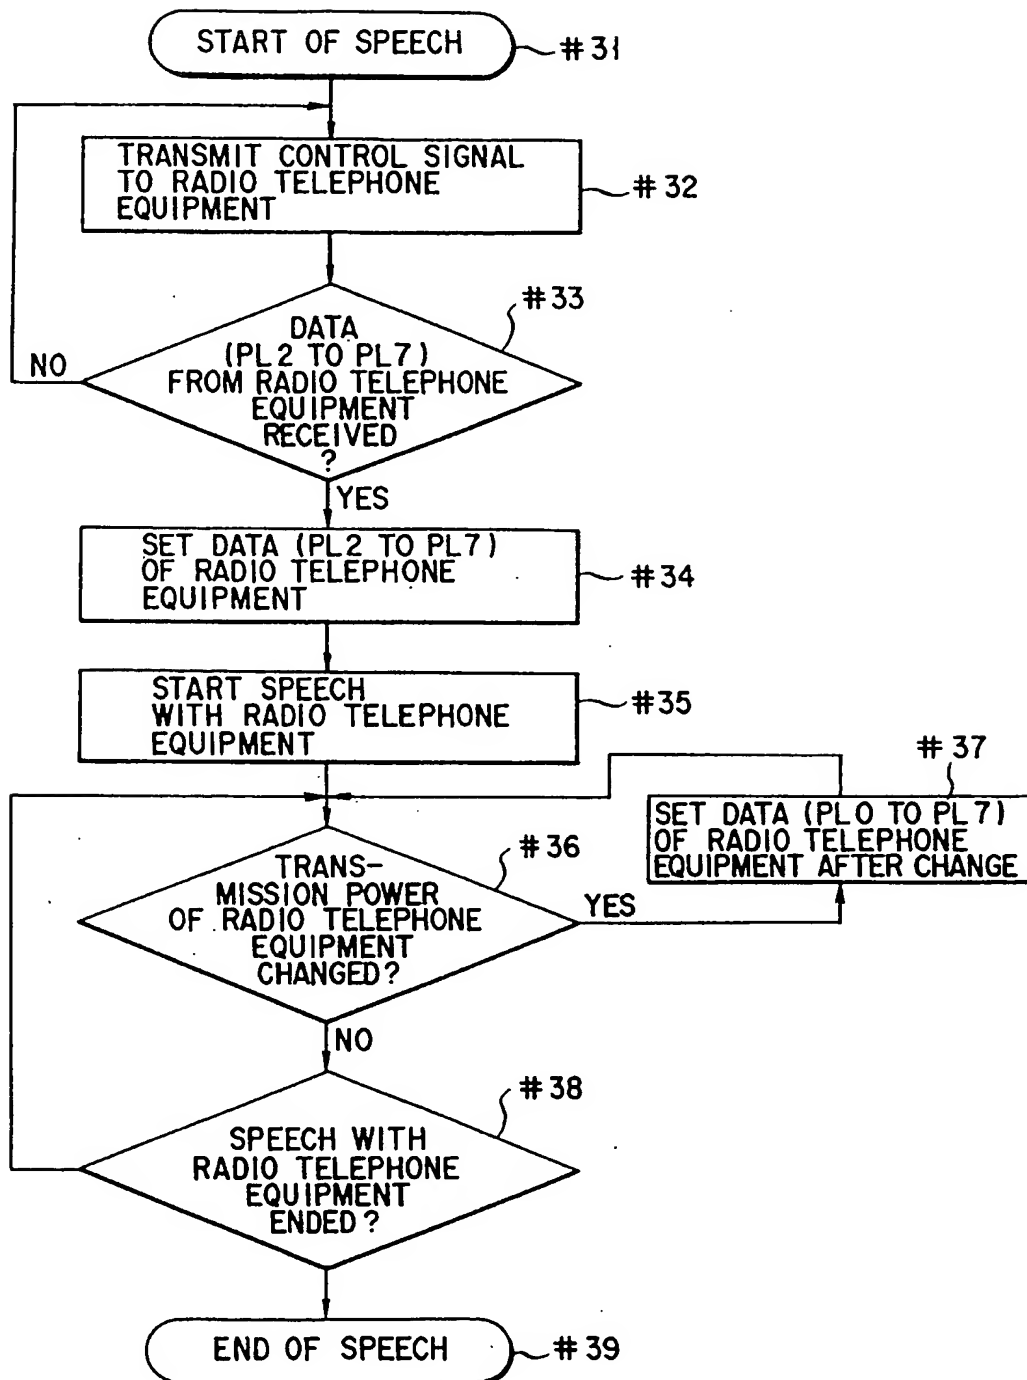 START OF SPEECH
#31
TRANSMIT CONTROL SIGNAL
TO RADIO TELEPHONE
EQUIPMENT
#32
#33
DATA
(PL2 TO PL7)
FROM RADIO TELEPHONE
EQUIPMENT
RECEIVED
?
NO
YES
SET DATA (PL2 TO PL7)
OF RADIO TELEPHONE
EQUIPMENT
#34
START SPEECH
WITH RADIO TELEPHONE
EQUIPMENT
#35
#37
SET DATA (PL0 TO PL7)
OF RADIO TELEPHONE
EQUIPMENT AFTER CHANGE
#36
TRANS-
MISSION POWER
OF RADIO TELEPHONE
EQUIPMENT
CHANGED?
YES
NO
#38
SPEECH WITH
RADIO TELEPHONE
EQUIPMENT
ENDED?
END OF SPEECH
#39